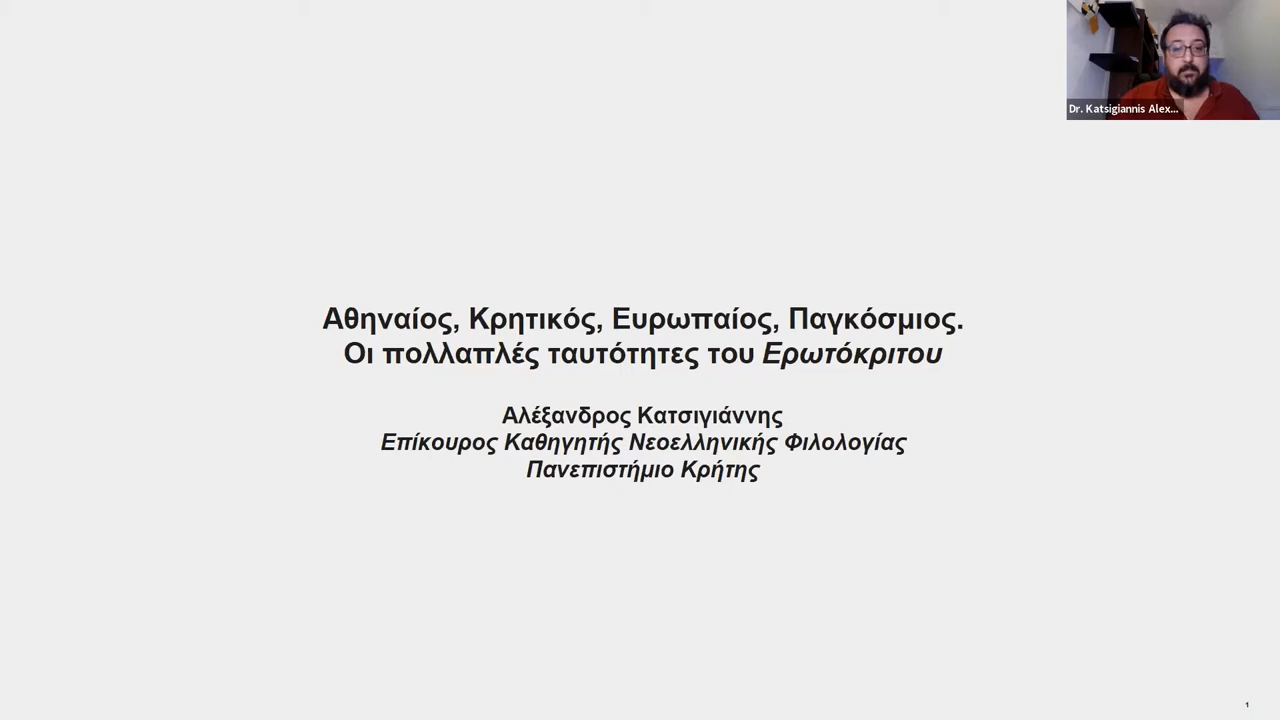 Dr. Katsigiannis Alex...
Αθηναίος, Κρητικός, Ευρωπαίος, Παγκόσμιος.
Οι πολλαπλές ταυτότητες του Ερωτόκριτου
Αλέξανδρος Κατσιγιάννης
Επίκουρος Καθηγητής Νεοελληνικής Φιλολογίας
Πανεπιστήμιο Κρήτης
1